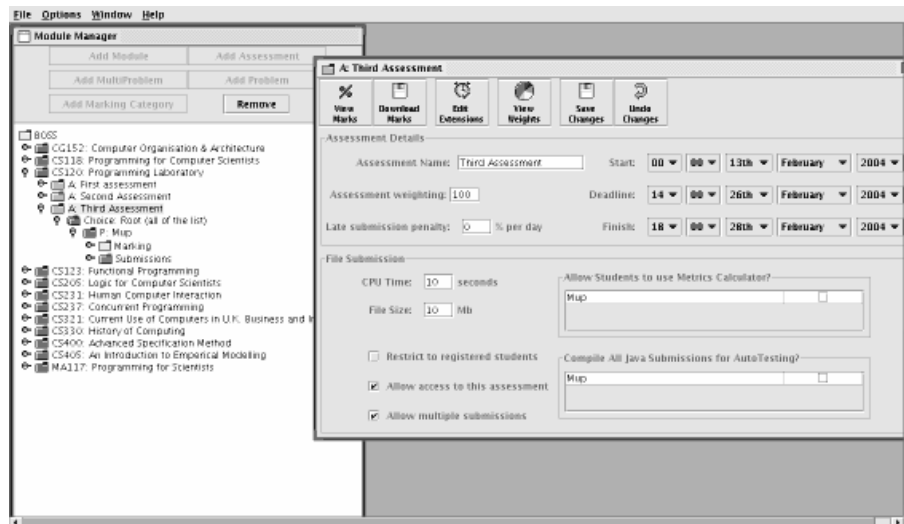 File Options Window Help
Module Manager
Add Module Add Assessment
Add MultiProblem Add Problem
Add Marking Category Remove
BOSS
CG152: Computer Organisation & Architecture
CS118: Programming for Computer Scientists
CS120: Programming Laboratory
A: First assessment
A: Second Assessment
A: Third Assessment
Choice: Root (all of the list)
P: Mup
Marking
Submissions
CS123: Functional Programming
CS205: Logic for Computer Scientists
CS231: Human Computer Interaction
CS237: Concurrent Programming
CS321: Current Use of Computers in U.K. Business and
CS330: History of Computing
CS400: Advanced Specification Method
CS405: An Introduction to Emperical Modelling
MA117: Programming for Scientists
A: Third Assessment
View Marks
Download Marks
Edit Extensions
View Weights
Save Changes
Undo Changes
Assessment Details
Assessment Name: Third Assessment Start: 00 00 13th February 2004
Assessment weighting: 100 Deadline: 14 00 26th February 2004
Late submission penalty: 0 % per day Finish: 18 00 28th February 2004
File Submission
CPU Time: 10 seconds
File Size: 10 Mb
Restrict to registered students
Allow access to this assessment
Allow multiple submissions
Allow Students to use Metrics Calculator?
Mup
Compile All Java Submissions for AutoTesting?
Mup